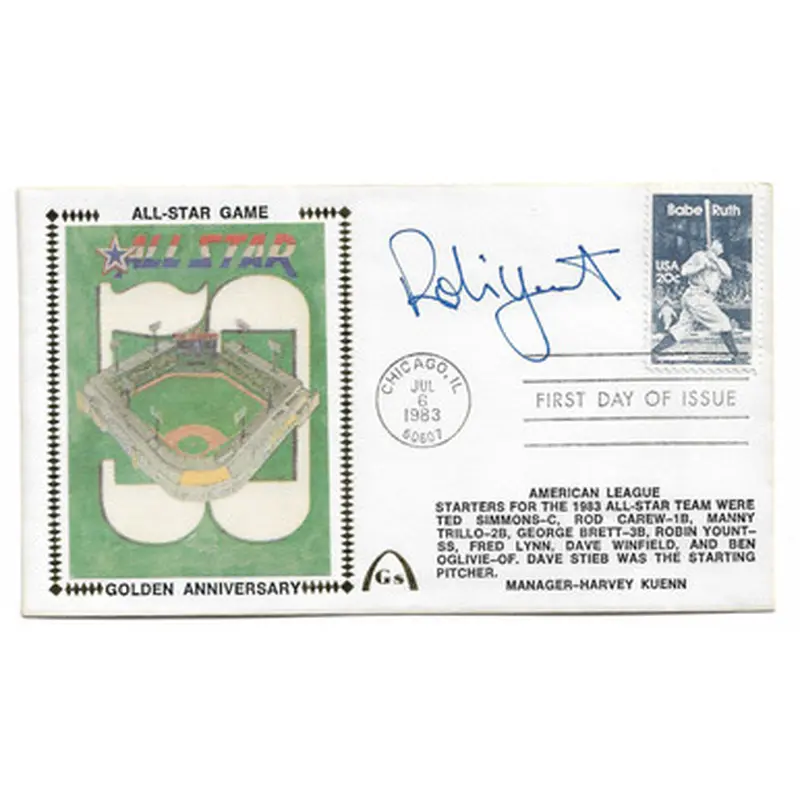 ALL-STAR GAME
ALL STAR
50
GOLDEN ANNIVERSARY
Robin Yount
Babe Ruth
USA
20c
CHICAGO, IL
JUL
6
1983
60607
FIRST DAY OF ISSUE
Gs
AMERICAN LEAGUE
STARTERS FOR THE 1983 ALL-STAR TEAM WERE
TED SIMMONS-C, ROD CAREW-1B, MANNY
TRILLO-2B, GEORGE BRETT-3B, ROBIN YOUNT-
SS, FRED LYNN, DAVE WINFIELD, AND BEN
OGLIVIE-OF. DAVE STIEB WAS THE STARTING
PITCHER.
MANAGER-HARVEY KUENN